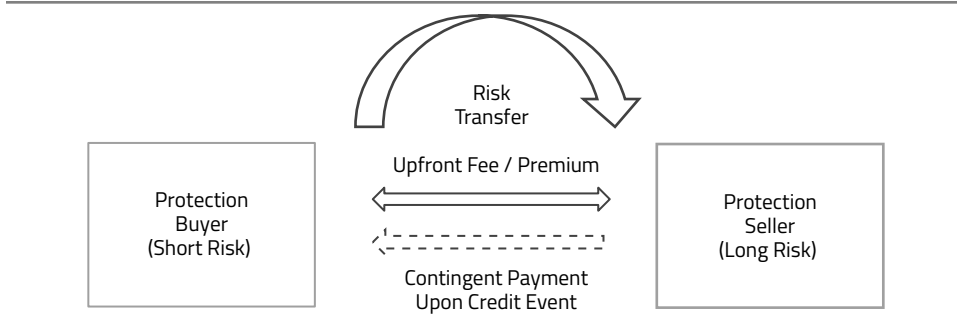 Risk
Transfer
Upfront Fee / Premium
Protection
Buyer
(Short Risk)
Protection
Seller
(Long Risk)
Contingent Payment
Upon Credit Event